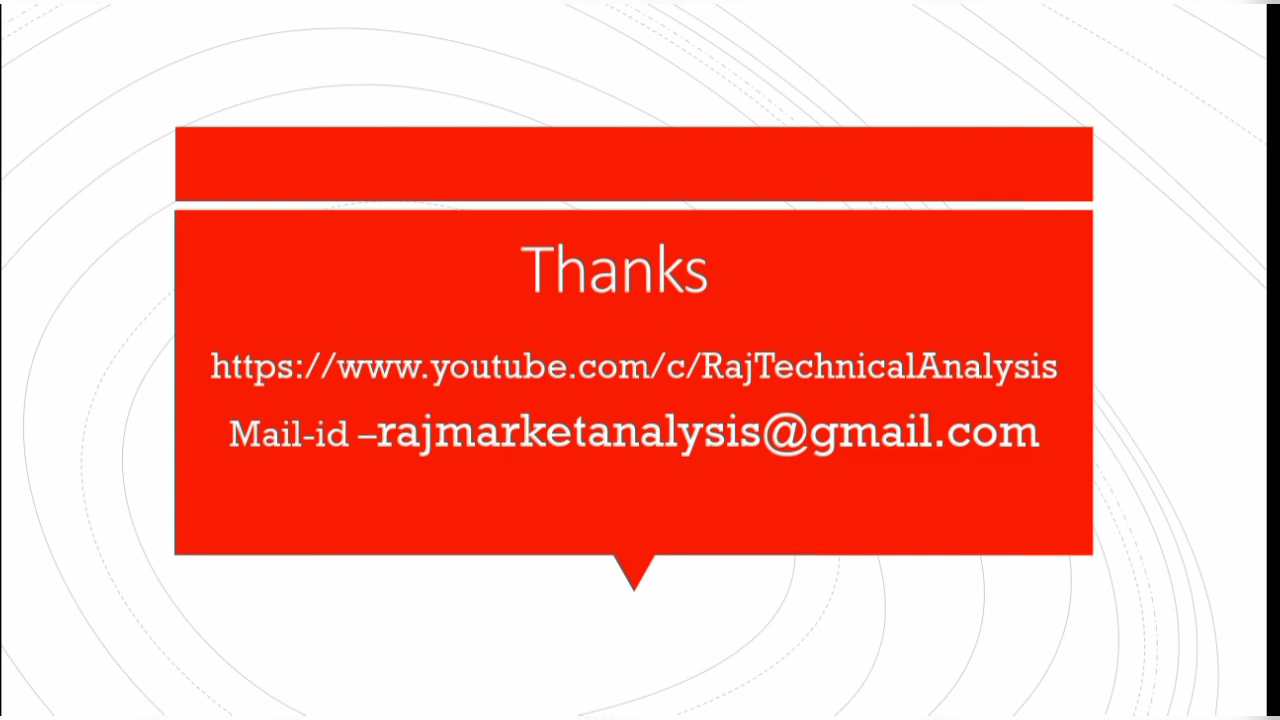 Thanks
https://www.youtube.com/c/RajTechnicalAnalysis
Mail-id –rajmarketanalysis@gmail.com